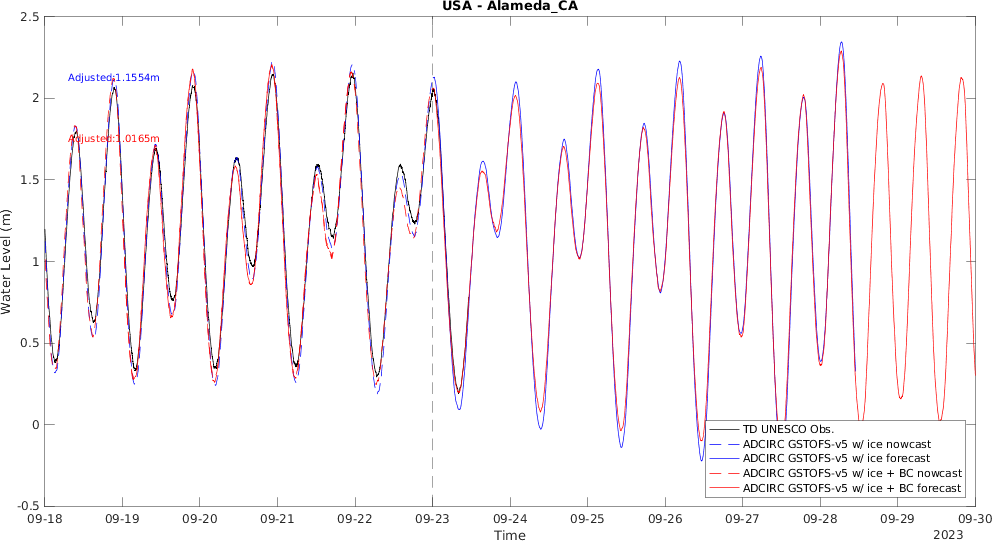 USA - Alameda_CA
2.5
2
1.5
1
0.5
0
-0.5
Water Level (m)
Adjusted:1.1554m
Adjusted:1.0165m
TD UNESCO Obs.
ADCIRC GSTOFS-v5 w/ ice nowcast
ADCIRC GSTOFS-v5 w/ ice forecast
ADCIRC GSTOFS-v5 w/ ice + BC nowcast
ADCIRC GSTOFS-v5 w/ ice + BC forecast
09-18 09-19 09-20 09-21 09-22 09-23 09-24 09-25 09-26 09-27 09-28 09-29 09-30
Time
2023